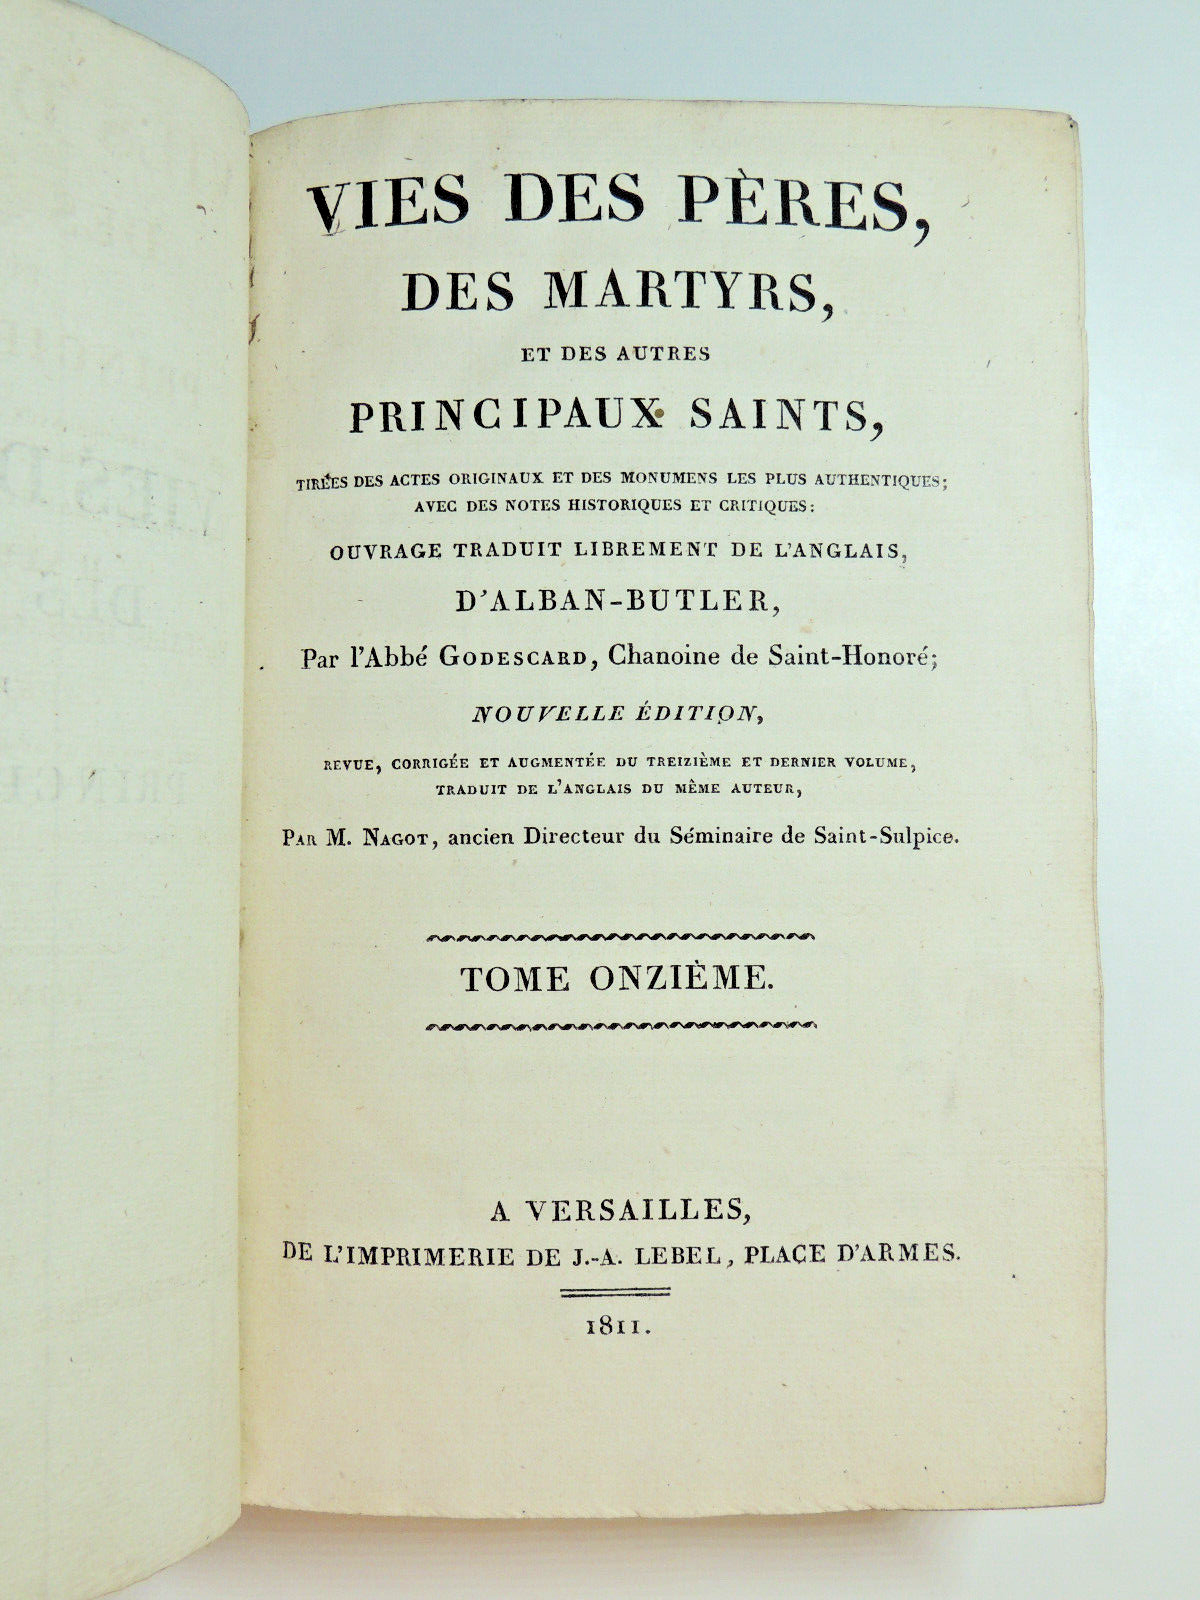 VIES DES PÈRES,
DES MARTYRS,
ET DES AUTRES
PRINCIPAUX SAINTS,
TIRÉES DES ACTES ORIGINAUX ET DES MONUMENS LES PLUS AUTHENTIQUES;
AVEC DES NOTES HISTORIQUES ET CRITIQUES:
OUVRAGE TRADUIT LIBREMENT DE L'ANGLAIS,
D'ALBAN-BUTLER,
Par l'Abbé GODESCARD, Chanoine de Saint-Honoré;
NOUVELLE ÉDITION,
REVUE, CORRIGÉE ET AUGMENTÉE DU TREIZIÈME ET DERNIER VOLUME,
TRADUIT DE L'ANGLAIS DU MÊME AUTEUR,
PAR M. NAGOT, ancien Directeur du Séminaire de Saint-Sulpice.
TOME ONZIÈME.
A VERSAILLES,
DE L'IMPRIMERIE DE J.-A. LEBEL, PLACE D'ARMES.
1811.